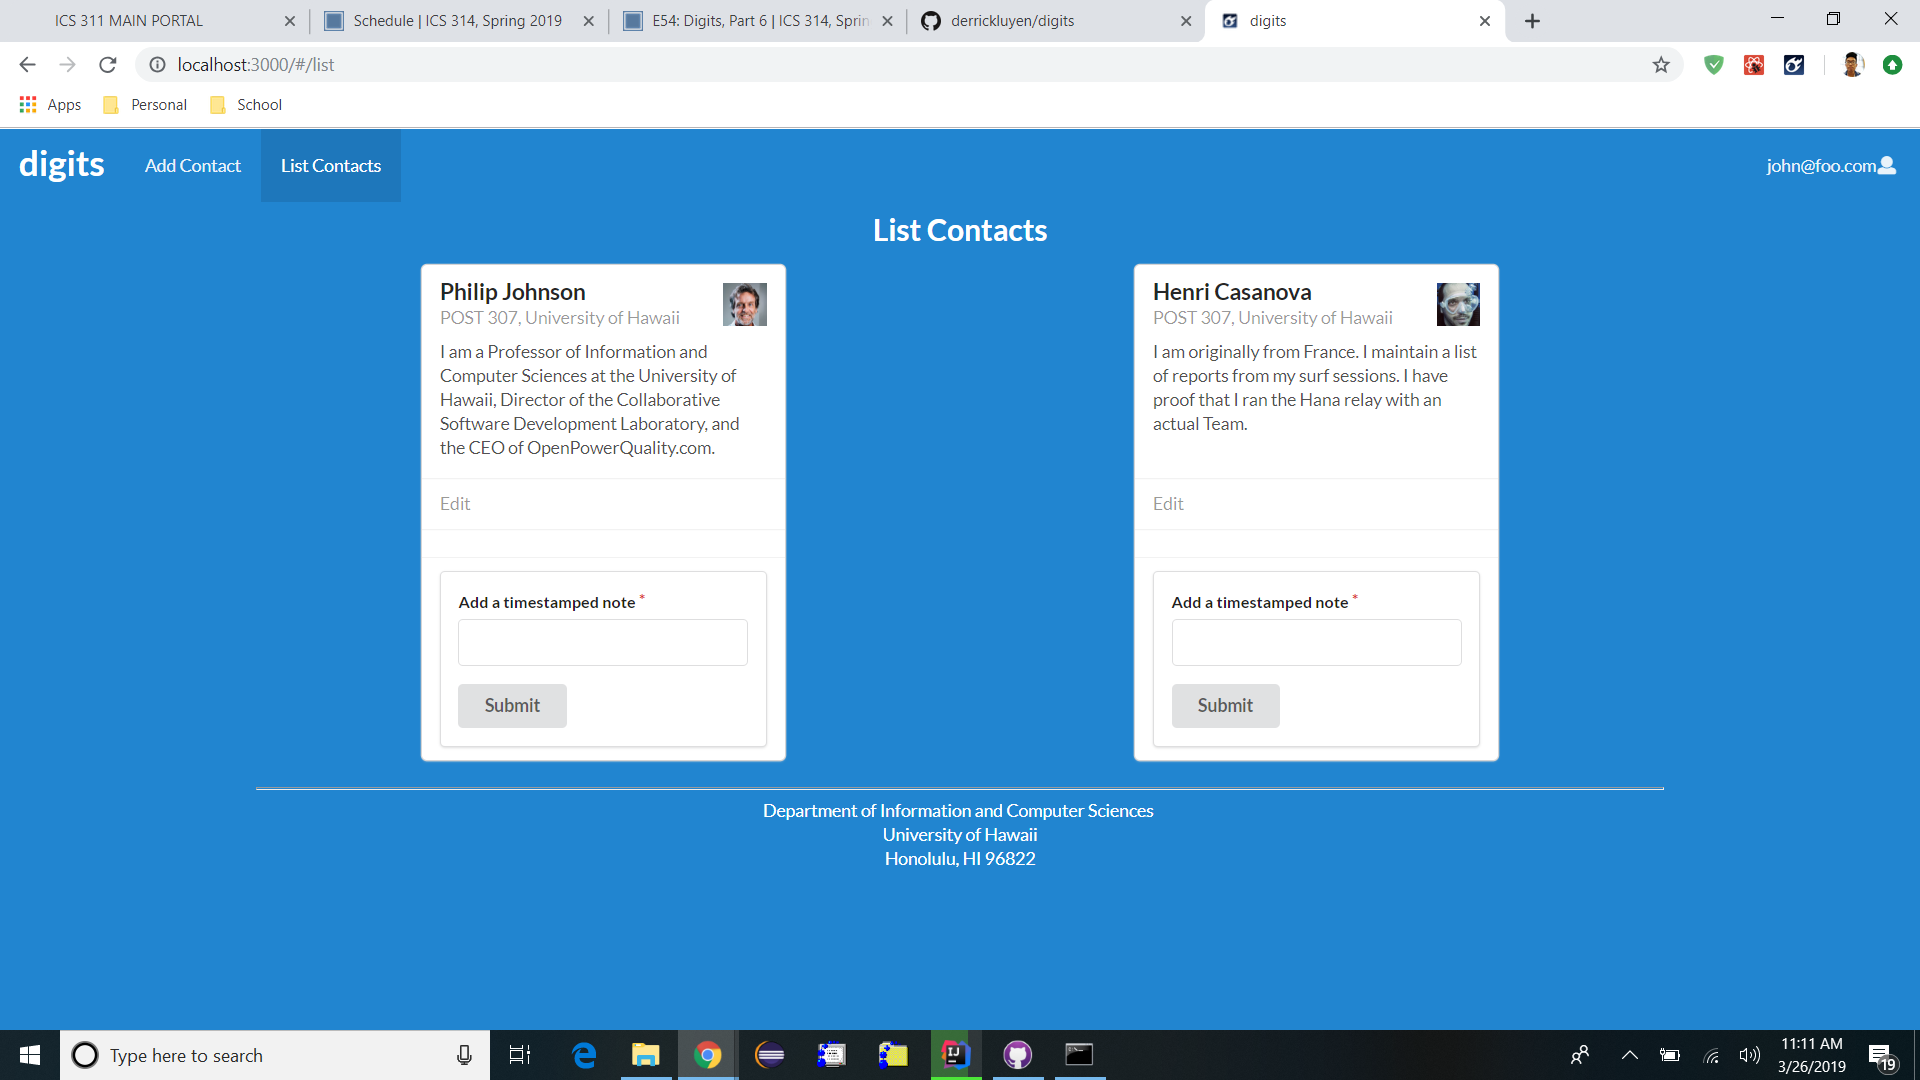 ICS 311 MAIN PORTAL
Schedule | ICS 314, Spring 2019
E54: Digits, Part 6 | ICS 314, Sprin
derrickluyen/digits
digits
localhost:3000/#/list
Apps
Personal
School
digits
Add Contact
List Contacts
john@foo.com
List Contacts
Philip Johnson
POST 307, University of Hawaii
I am a Professor of Information and
Computer Sciences at the University of
Hawaii, Director of the Collaborative
Software Development Laboratory, and
the CEO of OpenPowerQuality.com.
Edit
Add a timestamped note *
Submit
Henri Casanova
POST 307, University of Hawaii
I am originally from France. I maintain a list
of reports from my surf sessions. I have
proof that I ran the Hana relay with an
actual Team.
Edit
Add a timestamped note *
Submit
Department of Information and Computer Sciences
University of Hawaii
Honolulu, HI 96822
Type here to search
IJ
11:11 AM
3/26/2019
19